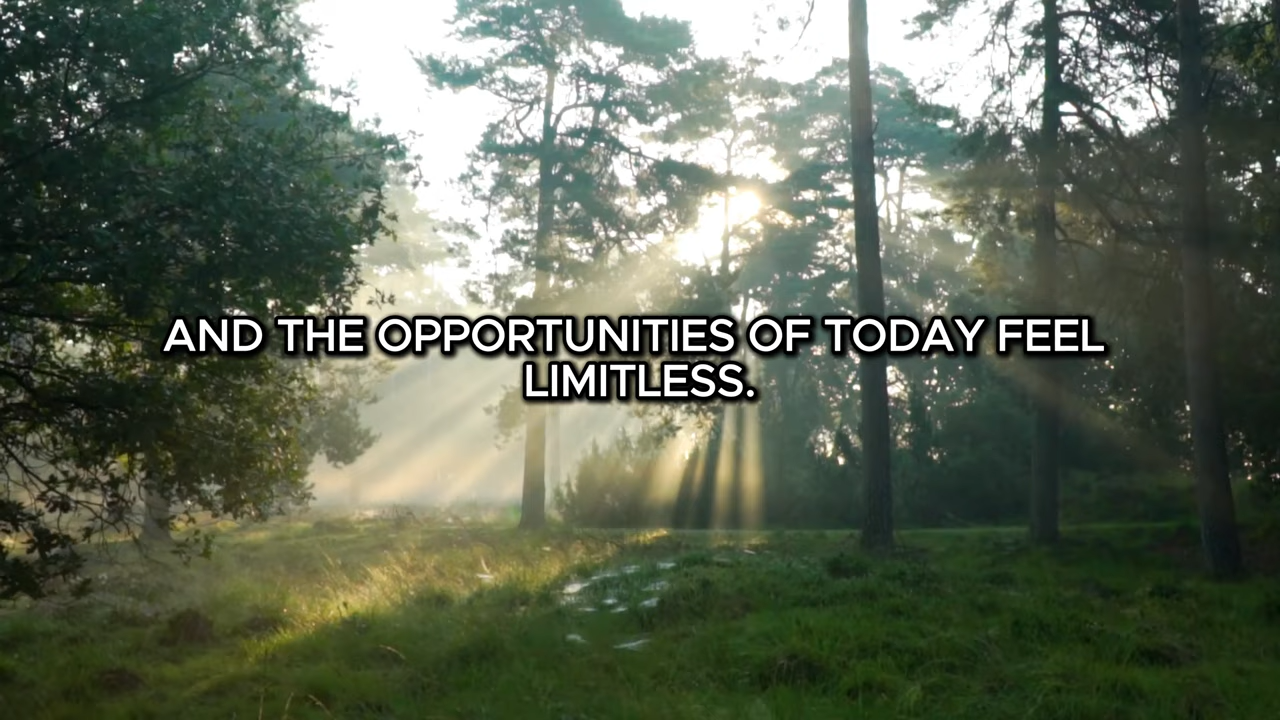 AND THE OPPORTUNITIES OF TODAY FEEL
LIMITLESS.